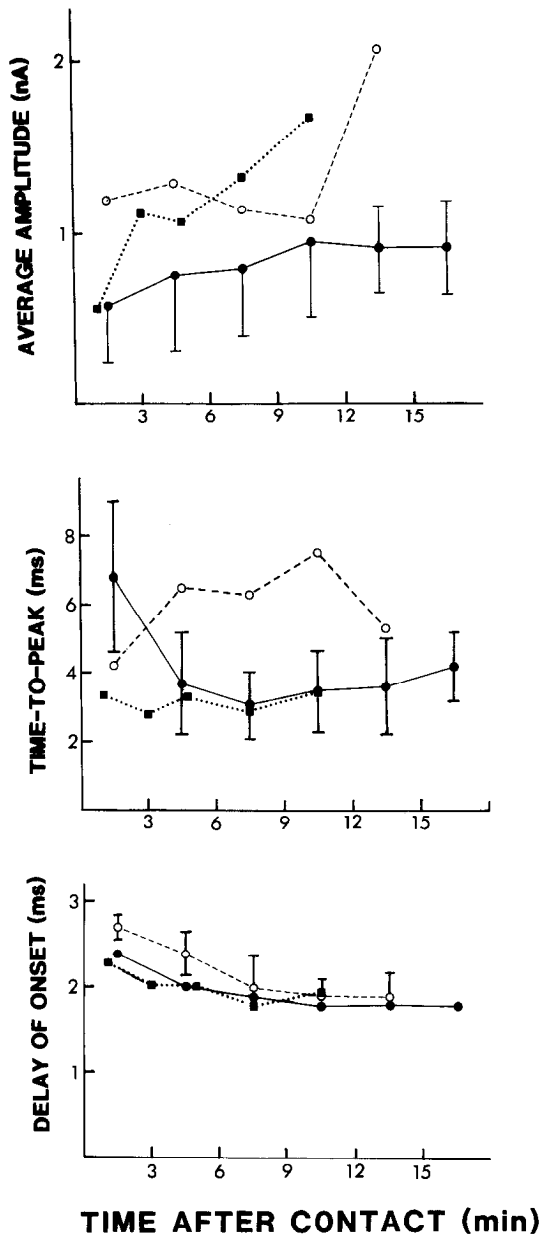 AVERAGE AMPLITUDE (nA)
2
1
3 6 9 12 15
TIME-TO-PEAK (ms)
8
6
4
2
3 6 9 12 15
DELAY OF ONSET (ms)
3
2
1
3 6 9 12 15
TIME AFTER CONTACT (min)